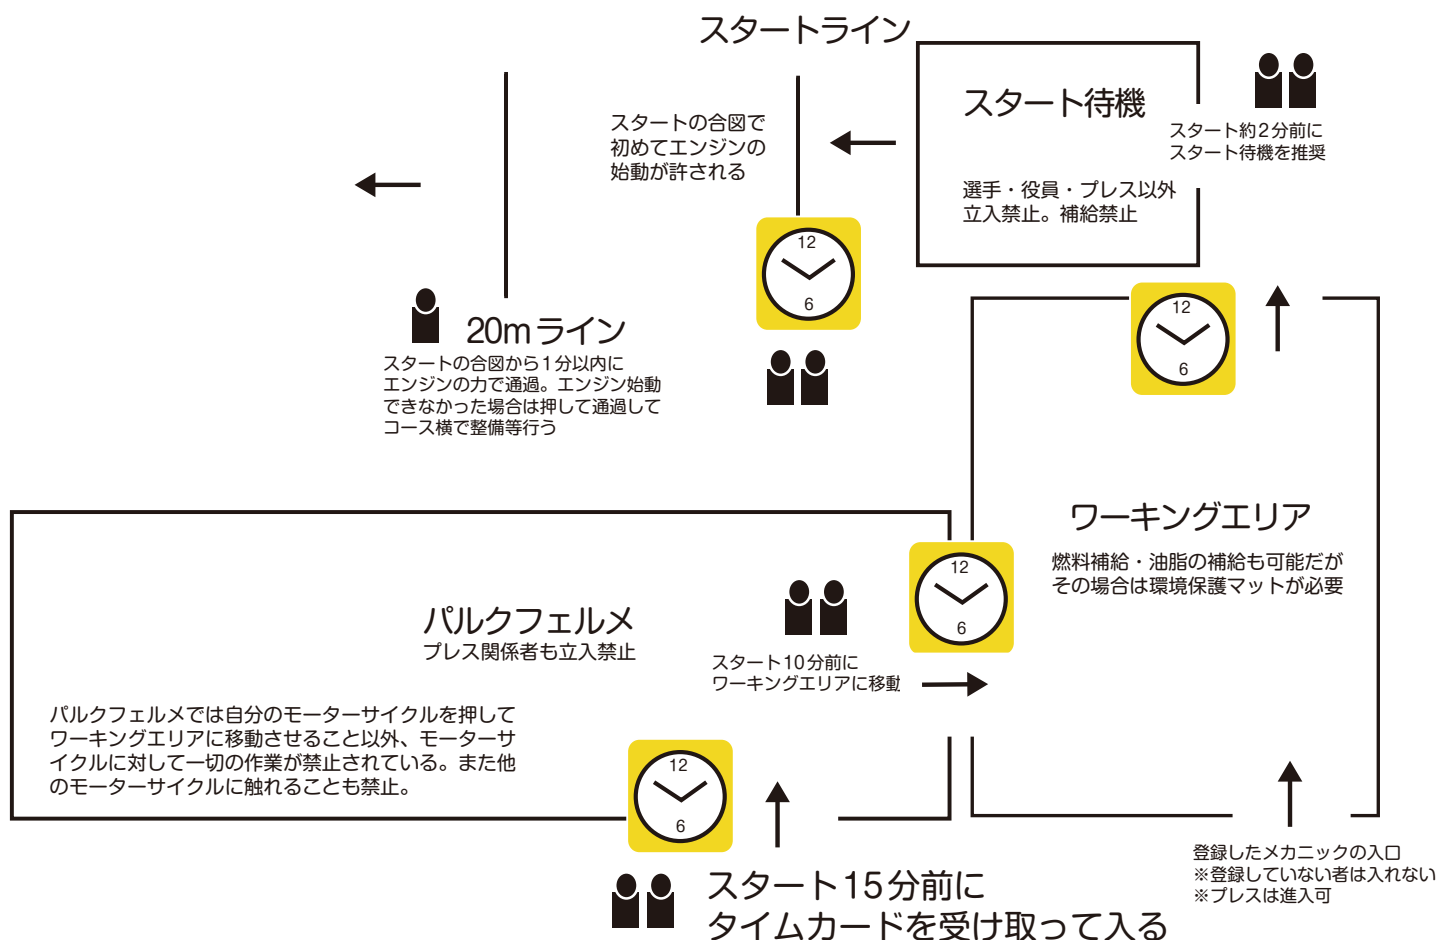 スタートライン
スタートの合図で
初めてエンジンの
始動が許される
スタート待機
選手・役員・プレス以外
立入禁止。補給禁止
スタート約2分前に
スタート待機を推奨
12
6
20mライン
スタートの合図から1分以内に
エンジンの力で通過。エンジン始動
できなかった場合は押して通過して
コース横で整備等行う
12
6
ワーキングエリア
燃料補給・油脂の補給も可能だが
その場合は環境保護マットが必要
12
6
パルクフェルメ
プレス関係者も立入禁止
スタート10分前に
ワーキングエリアに移動
パルクフェルメでは自分のモーターサイクルを押して
ワーキングエリアに移動させること以外、モーターサ
イクルに対して一切の作業が禁止されている。また他
のモーターサイクルに触れることも禁止。
12
6
スタート15分前に
タイムカードを受け取って入る
登録したメカニックの入口
※登録していない者は入れない
※プレスは進入可